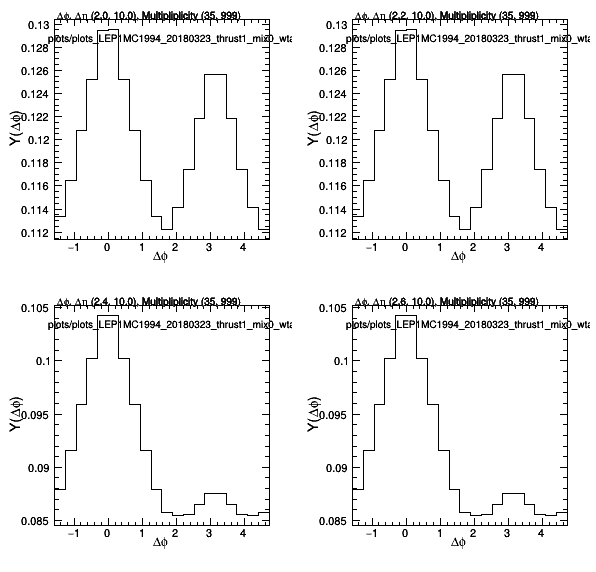 Δϕ, Δη (2.0, 10.0), Multipliplicity (35, 999)
plots/plots_LEP1MC1994_20180323_thrust1_mix0_wta
Y(Δϕ)
0.13
0.128
0.126
0.124
0.122
0.12
0.118
0.116
0.114
0.112
−1 0 1 2 3 4
Δϕ
Δϕ, Δη (2.2, 10.0), Multipliplicity (35, 999)
plots/plots_LEP1MC1994_20180323_thrust1_mix0_wta
Y(Δϕ)
0.13
0.128
0.126
0.124
0.122
0.12
0.118
0.116
0.114
0.112
−1 0 1 2 3 4
Δϕ
Δϕ, Δη (2.4, 10.0), Multipliplicity (35, 999)
plots/plots_LEP1MC1994_20180323_thrust1_mix0_wta
Y(Δϕ)
0.105
0.1
0.095
0.09
0.085
−1 0 1 2 3 4
Δϕ
Δϕ, Δη (2.6, 10.0), Multipliplicity (35, 999)
plots/plots_LEP1MC1994_20180323_thrust1_mix0_wta
Y(Δϕ)
0.105
0.1
0.095
0.09
0.085
−1 0 1 2 3 4
Δϕ